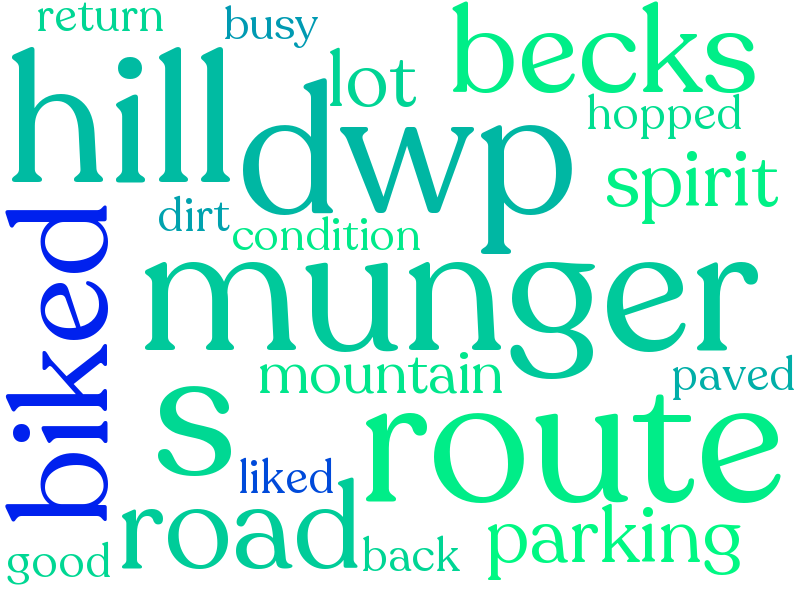 return
busy
becks
hill
lot
hopped
dwp
spirit
dirt
condition
biked
munger
mountain
paved
s
route
liked
road
parking
good
back